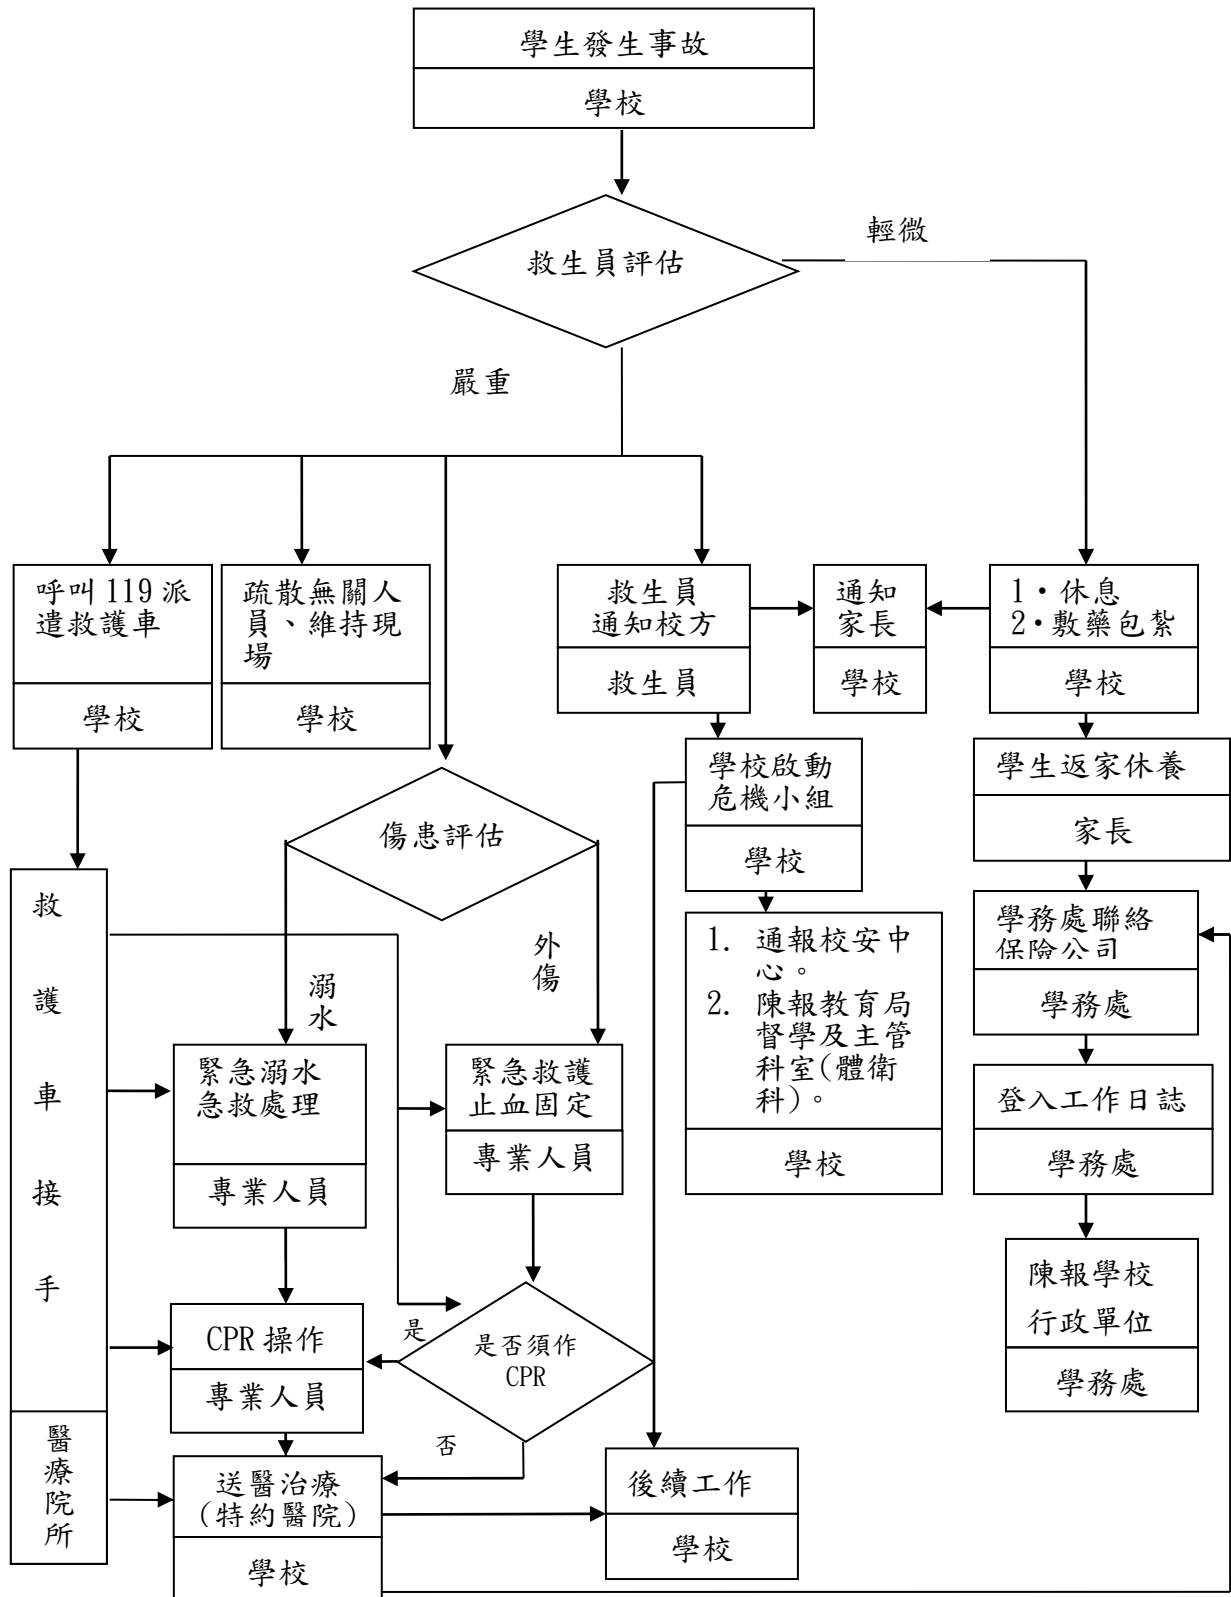 學生發生事故
學校
救生員評估
輕微
嚴重
呼叫119派
遣救護車
學校
疏散無關人
員、維持現
場
學校
救生員
通知校方
救生員
通知
家長
學校
1‧休息
2‧敷藥包紮
學校
學校啟動
危機小組
學校
學生返家休養
家長
傷患評估
溺水
外傷
救護車接手
醫療院所
1. 通報校安中
心。
2. 陳報教育局
督學及主管
科室(體衛
科)。
學校
學務處聯絡
保險公司
學務處
緊急溺水
急救處理
專業人員
緊急救護
止血固定
專業人員
登入工作日誌
學務處
陳報學校
行政單位
學務處
CPR操作
專業人員
是
是否須作
CPR
否
送醫治療
(特約醫院)
學校
後續工作
學校